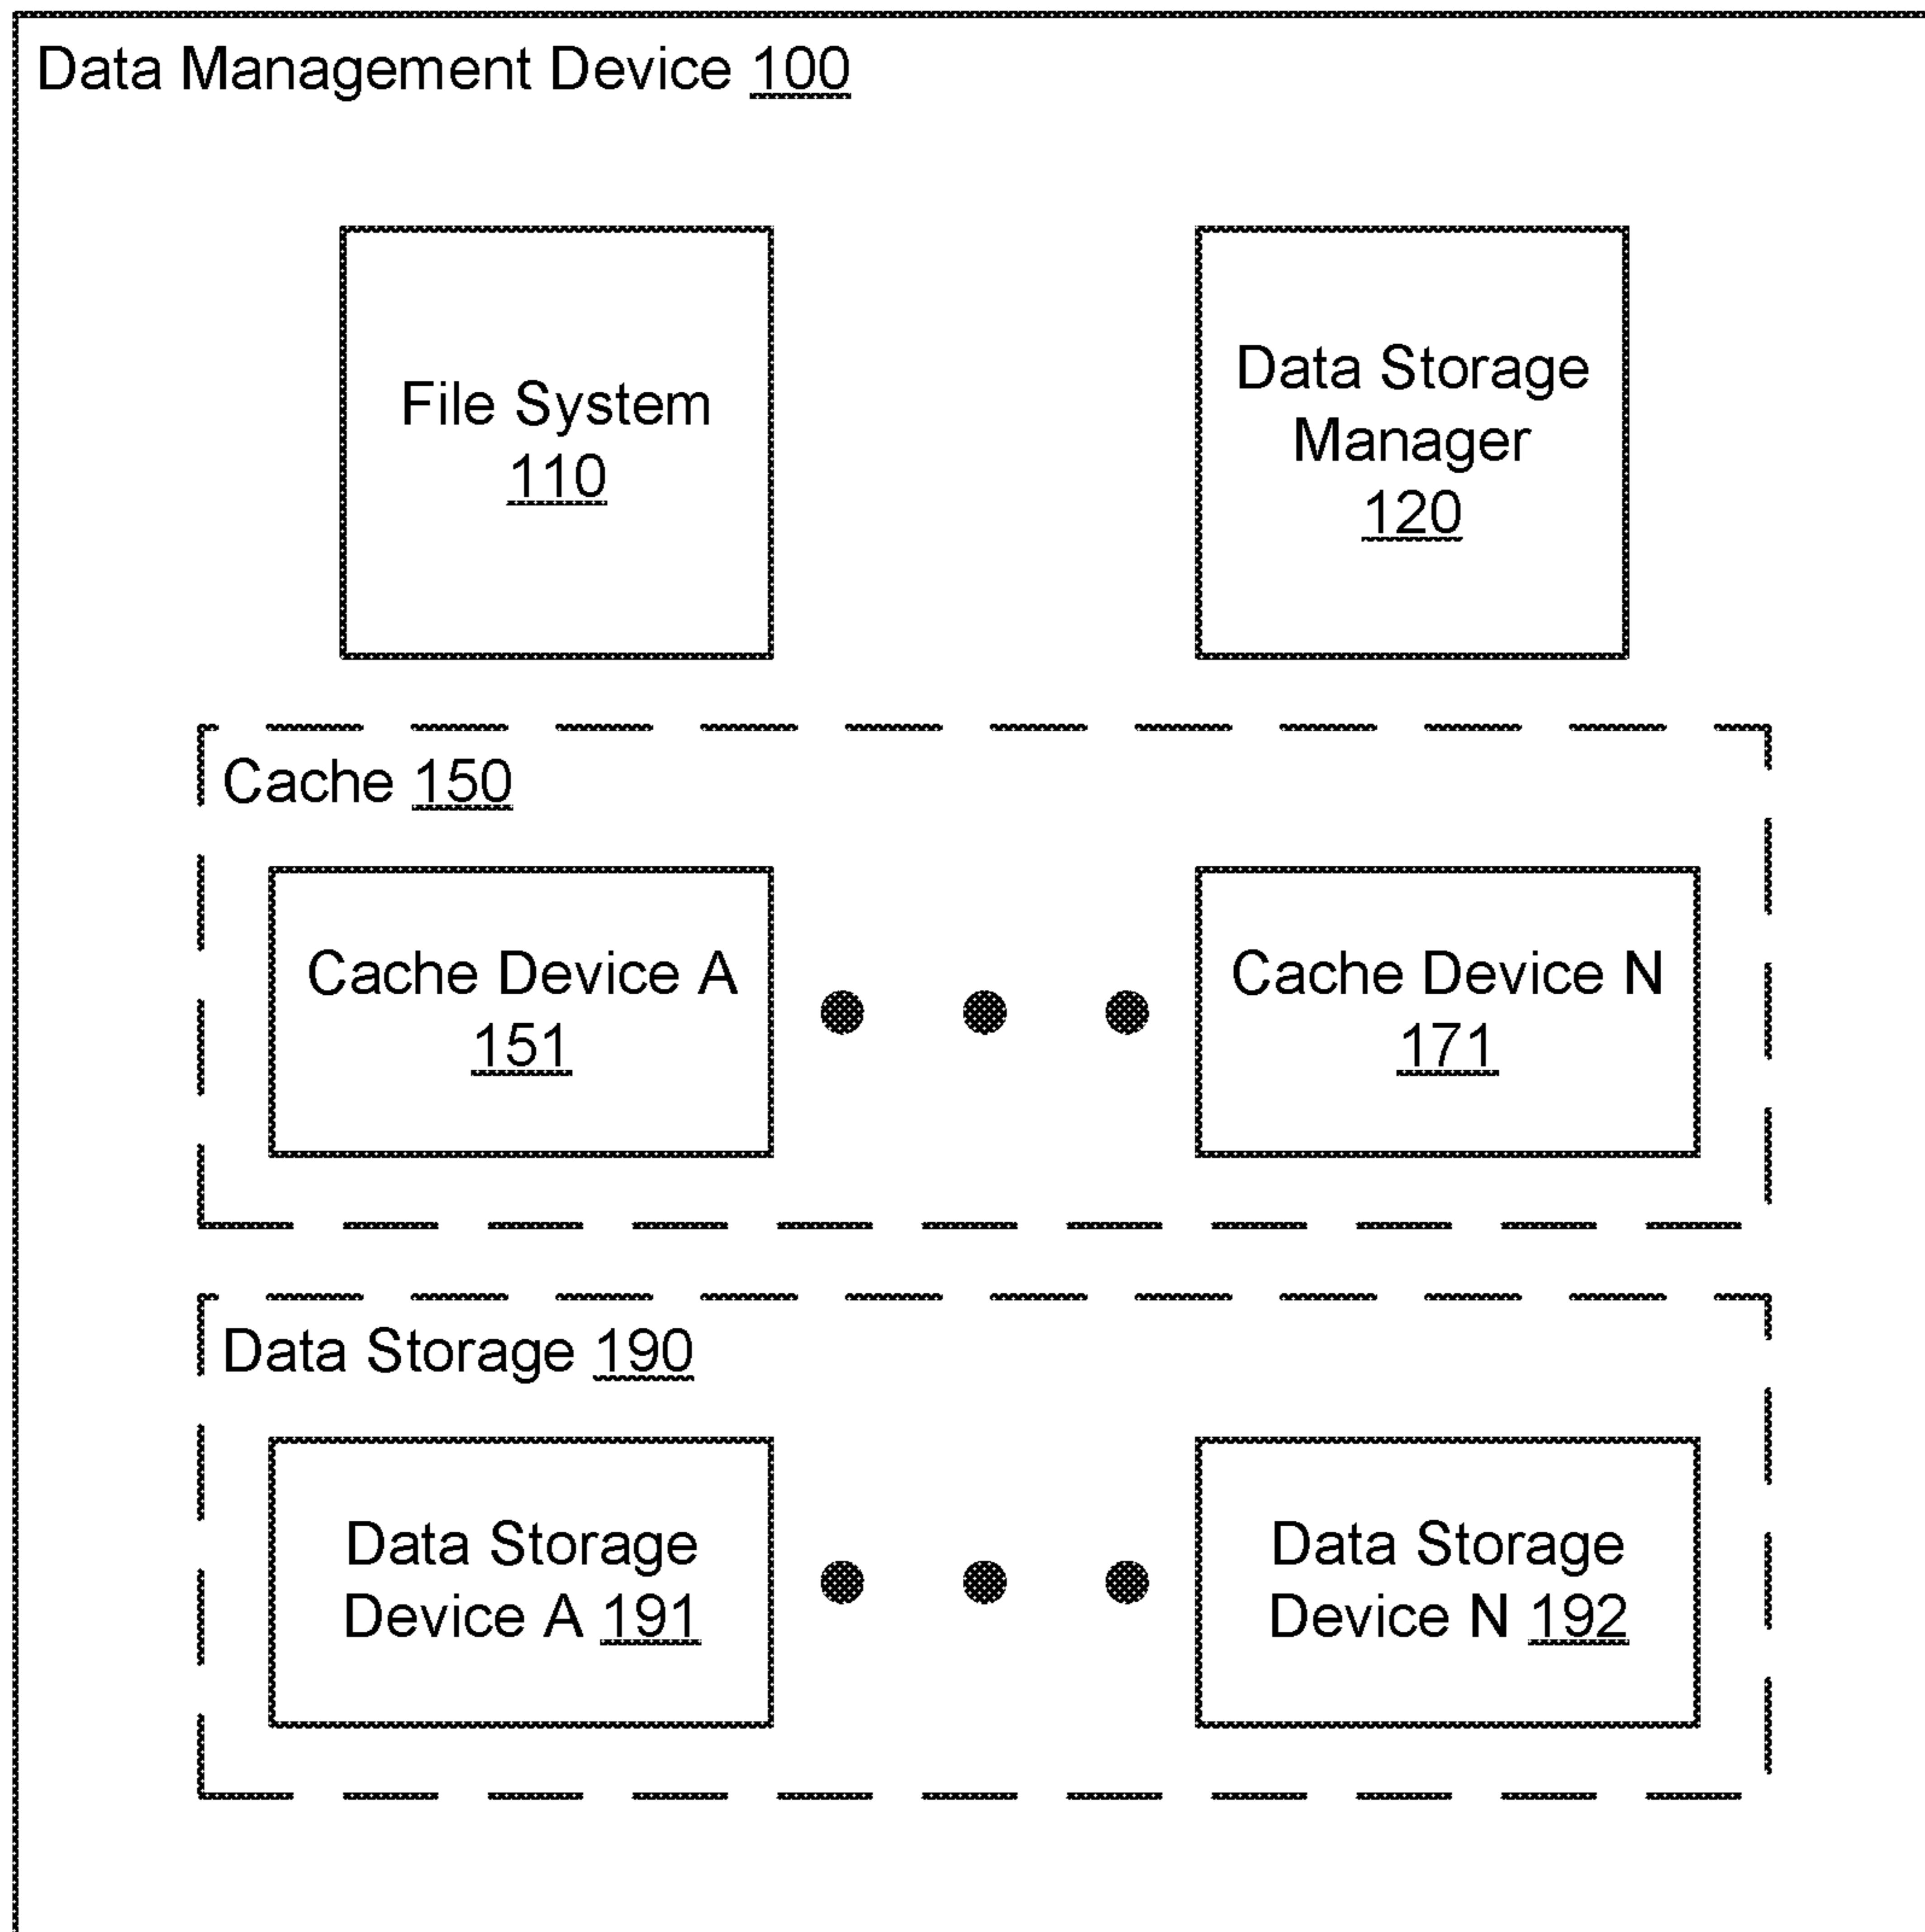 Data Management Device 100
File System
110
Data Storage
Manager
120
Cache 150
Cache Device A
151
Cache Device N
171
Data Storage 190
Data Storage
Device A 191
Data Storage
Device N 192